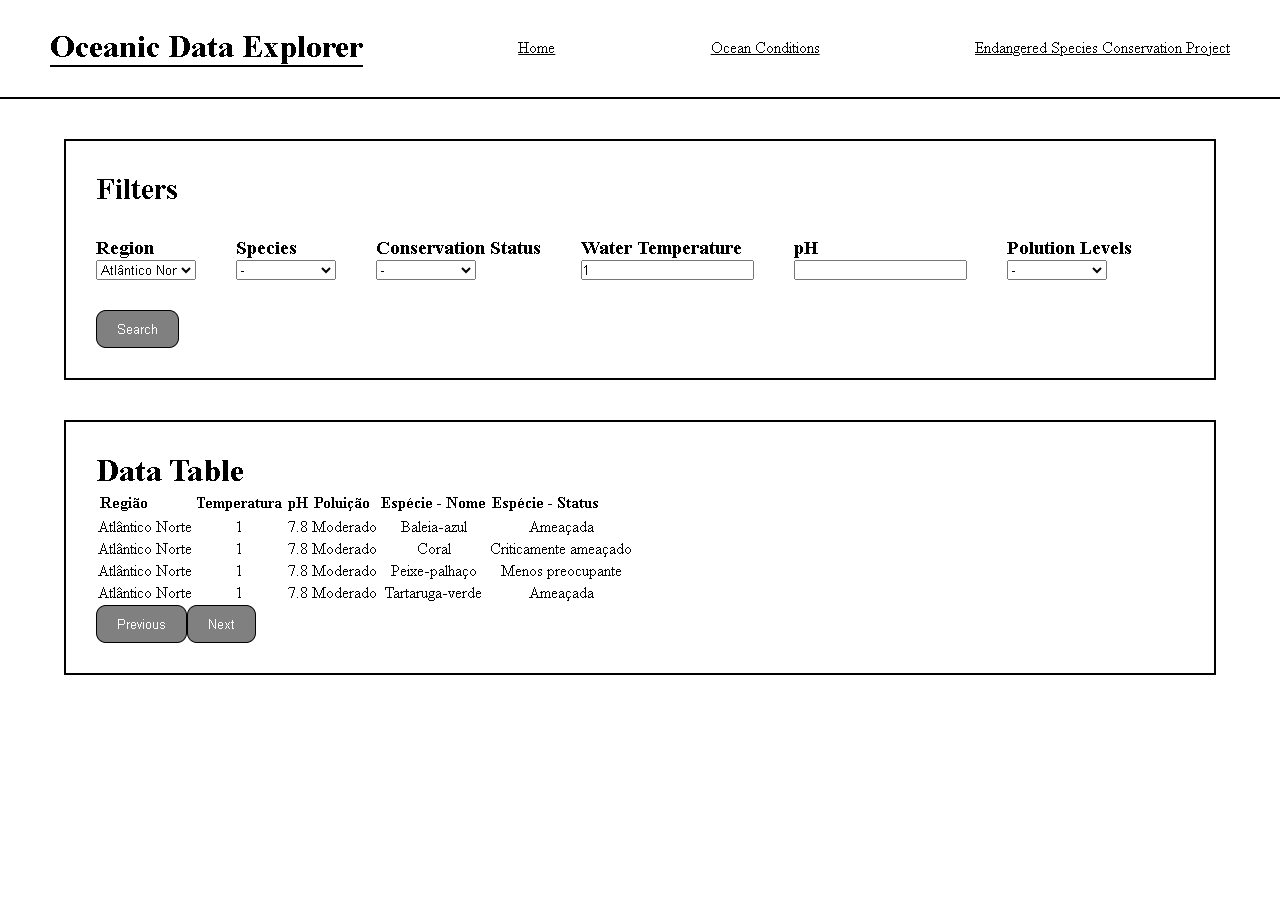 Oceanic Data Explorer Home Ocean Conditions Endangered Species Conservation Project
Filters
Region Species Conservation Status Water Temperature pH Polution Levels
Atlântico Nor - - 1 -
Search
Data Table
Região Temperatura pH Poluição Espécie - Nome Espécie - Status
Atlântico Norte 1 7.8 Moderado Baleia-azul Ameaçada
Atlântico Norte 1 7.8 Moderado Coral Criticamente ameaçado
Atlântico Norte 1 7.8 Moderado Peixe-palhaço Menos preocupante
Atlântico Norte 1 7.8 Moderado Tartaruga-verde Ameaçada
Previous Next